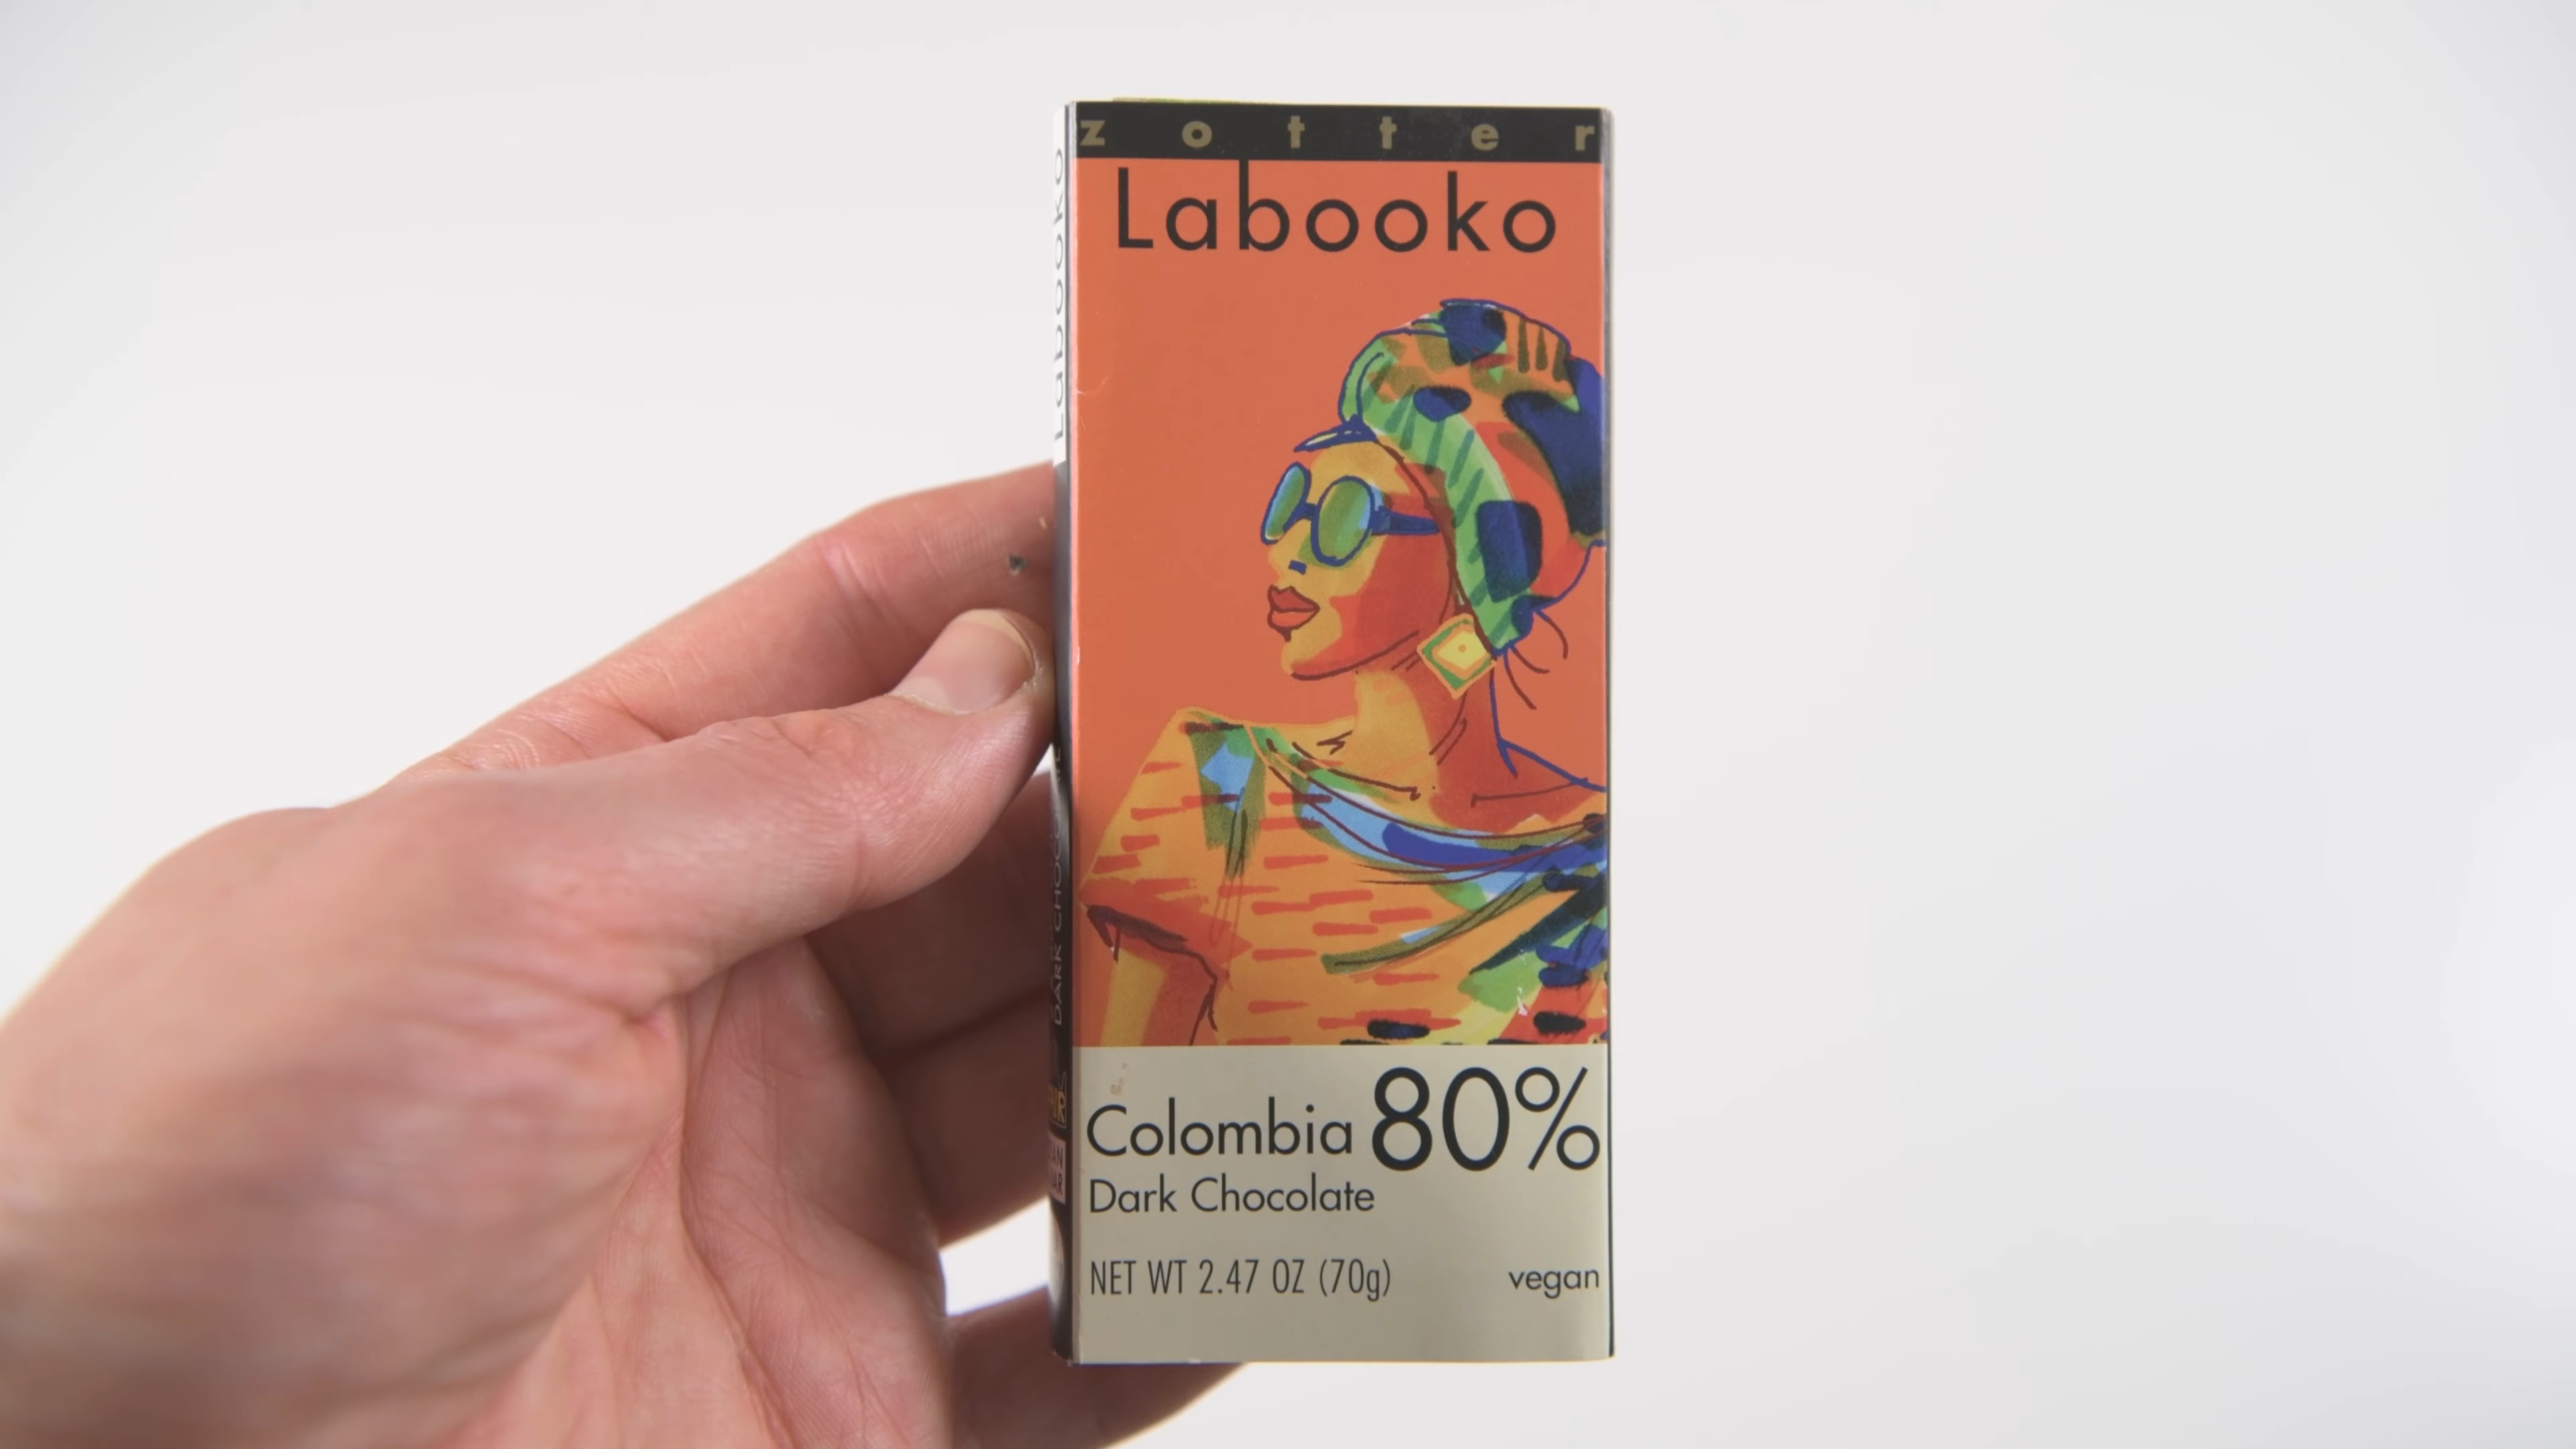 zotter
Labooko
Colombia 80%
Dark Chocolate
NET WT 2.47 OZ (70g)
vegan
Labooko
DARK CHOCO